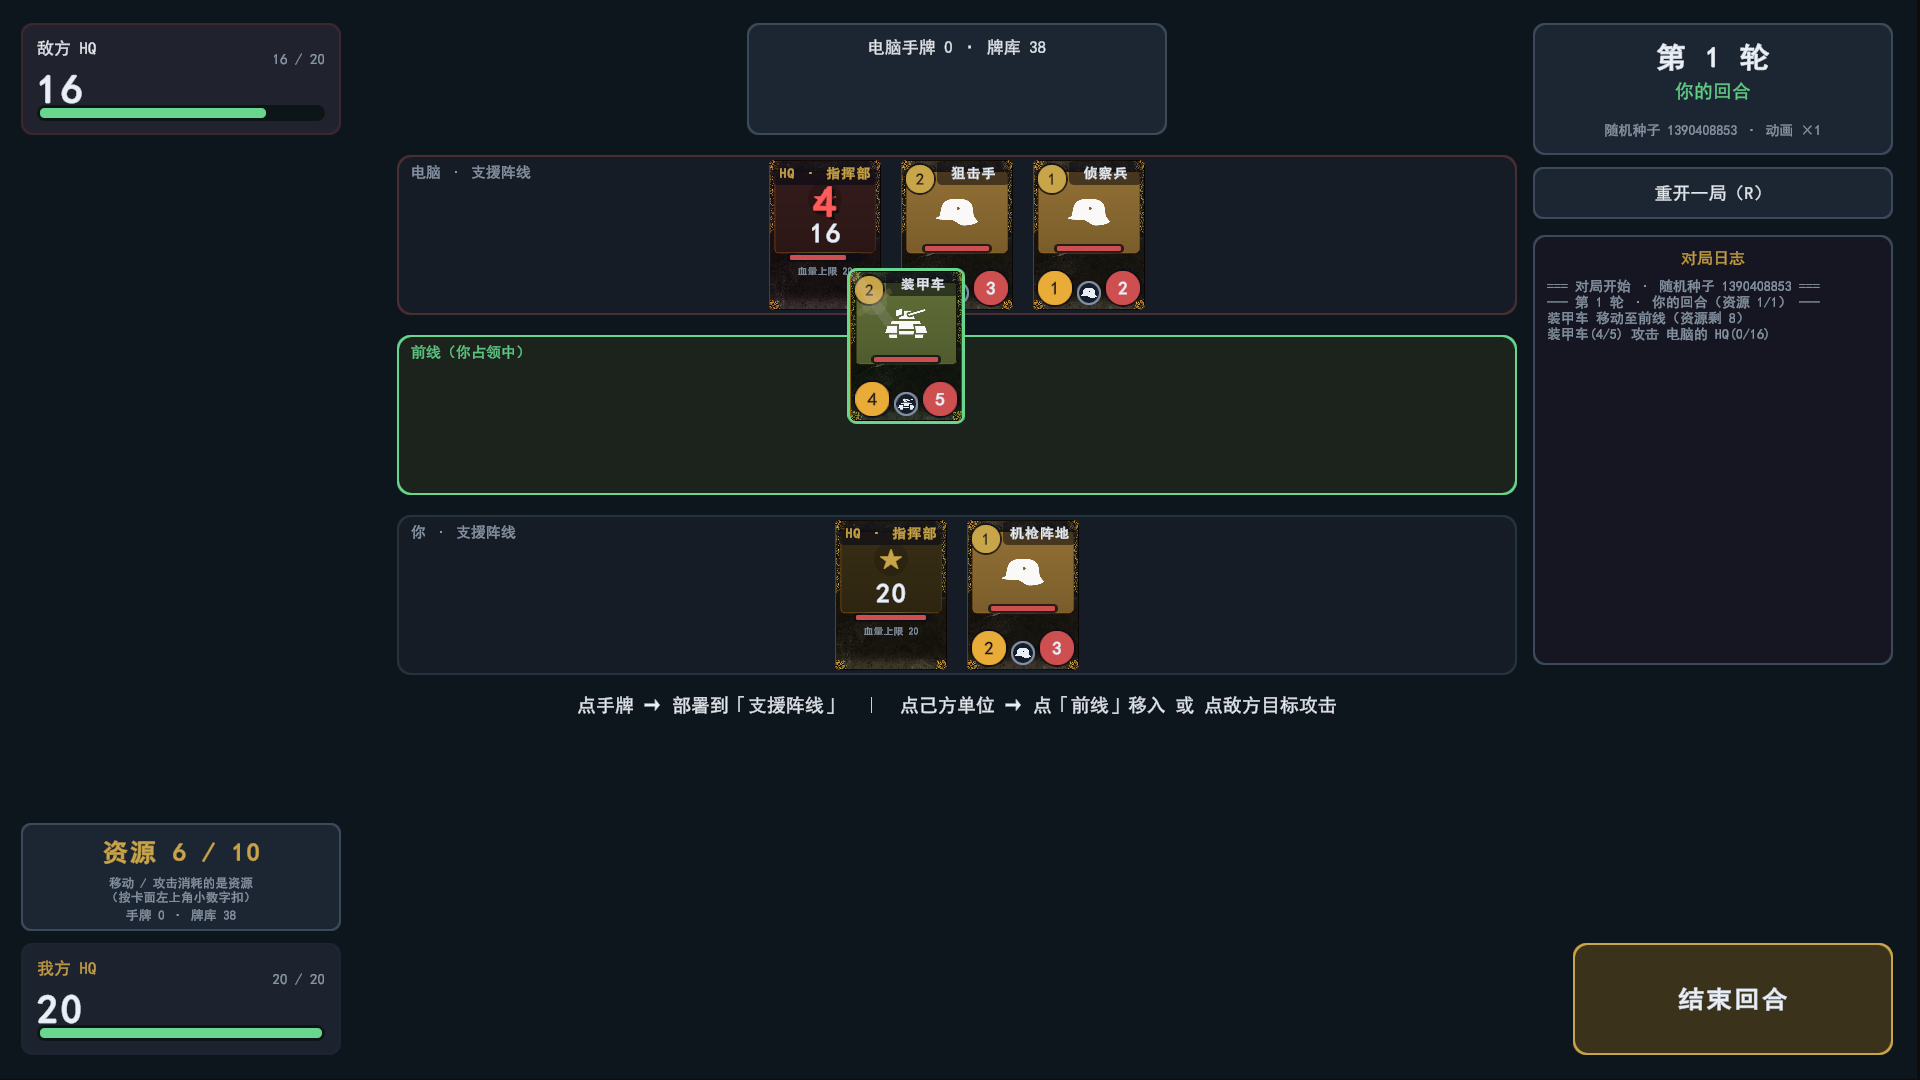 敌方 HQ
16 / 20
16
电脑手牌 0 · 牌库 38
第 1 轮
你的回合
随机种子 1390408853 · 动画 ×1
重开一局（R）
对局日志
=== 对局开始 · 随机种子 1390408853 ===
—— 第 1 轮 · 你的回合（资源 1/1） ——
装甲车 移动至前线（资源剩 8）
装甲车(4/5) 攻击 电脑的 HQ(0/16)
电脑 · 支援阵线
HQ · 指挥部
4
16
血量上限 20
2 狙击手
3
1 侦察兵
1 2
前线（你占领中）
2 装甲车
4 5
你 · 支援阵线
HQ · 指挥部
20
血量上限 20
1 机枪阵地
2 3
点手牌 → 部署到「支援阵线」 ｜ 点己方单位 → 点「前线」移入 或 点敌方目标攻击
资源 6 / 10
移动 / 攻击消耗的是资源
（按卡面左上角小数字扣）
手牌 0 · 牌库 38
我方 HQ
20 / 20
20
结束回合